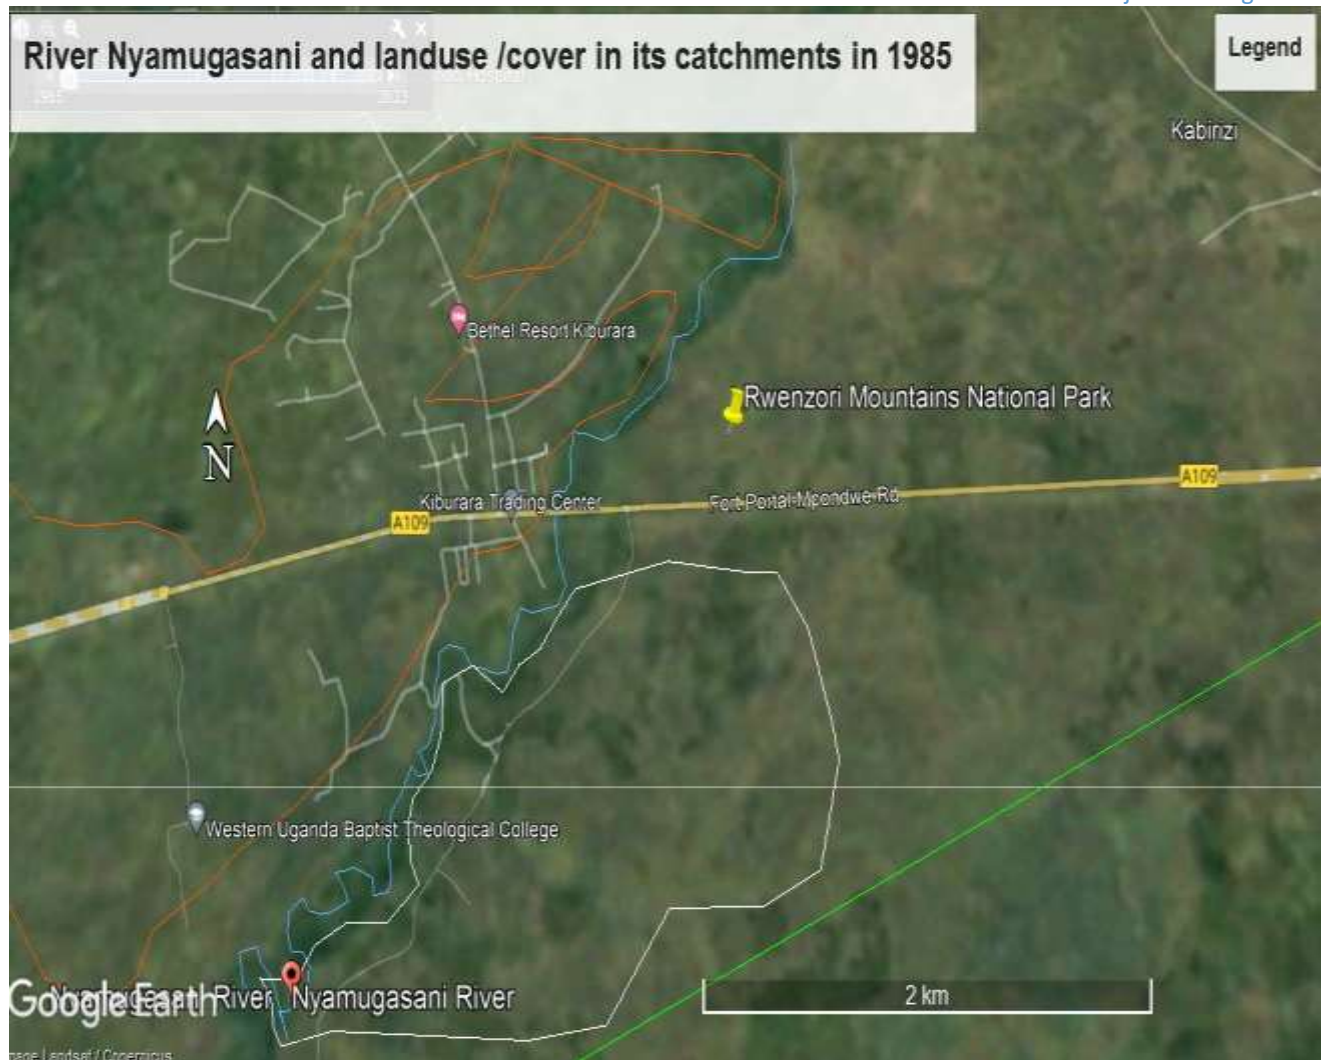 River Nyamugasani and landuse /cover in its catchments in 1985
Legend
Kabirizi
Bethel Resort Kiburara
Rwenzori Mountains National Park
N
A109
Kiburara Trading Center
Fort Portal-Mpondwe Rd
A109
Western Uganda Baptist Theological College
Google Earth
River
Nyamugasani River
2 km